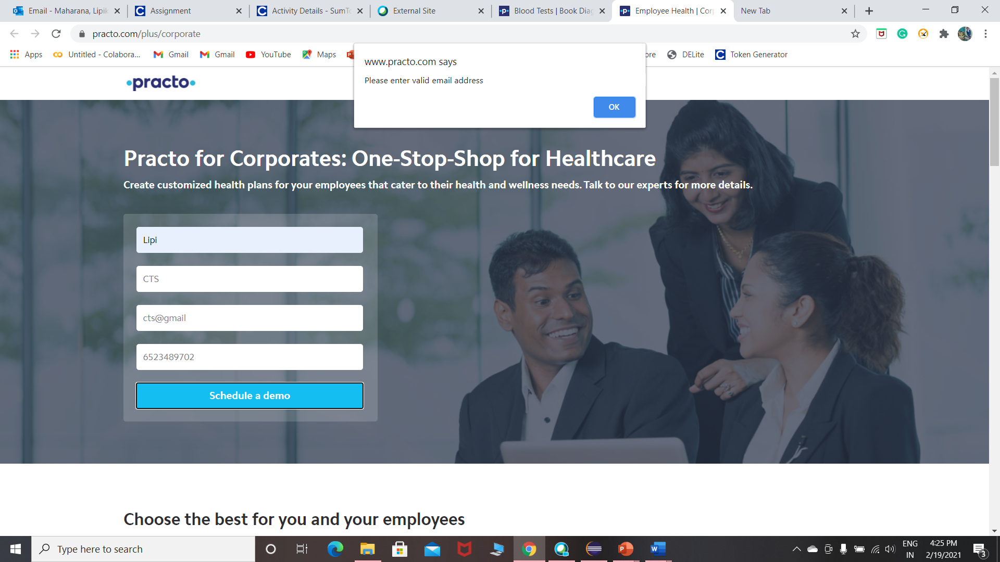 Email - Maharana, Lipik
Assignment
Activity Details - SumTo
External Site
Blood Tests | Book Diag
Employee Health | Corp
New Tab
practo.com/plus/corporate
Apps
Untitled - Colabora...
Gmail
Gmail
YouTube
Maps
ore
DELite
Token Generator
www.practo.com says
Please enter valid email address
OK
practo
Practo for Corporates: One-Stop-Shop for Healthcare
Create customized health plans for your employees that cater to their health and wellness needs. Talk to our experts for more details.
Lipi
CTS
cts@gmail
6523489702
Schedule a demo
Choose the best for you and your employees
Type here to search
ENG
IN
4:25 PM
2/19/2021
3